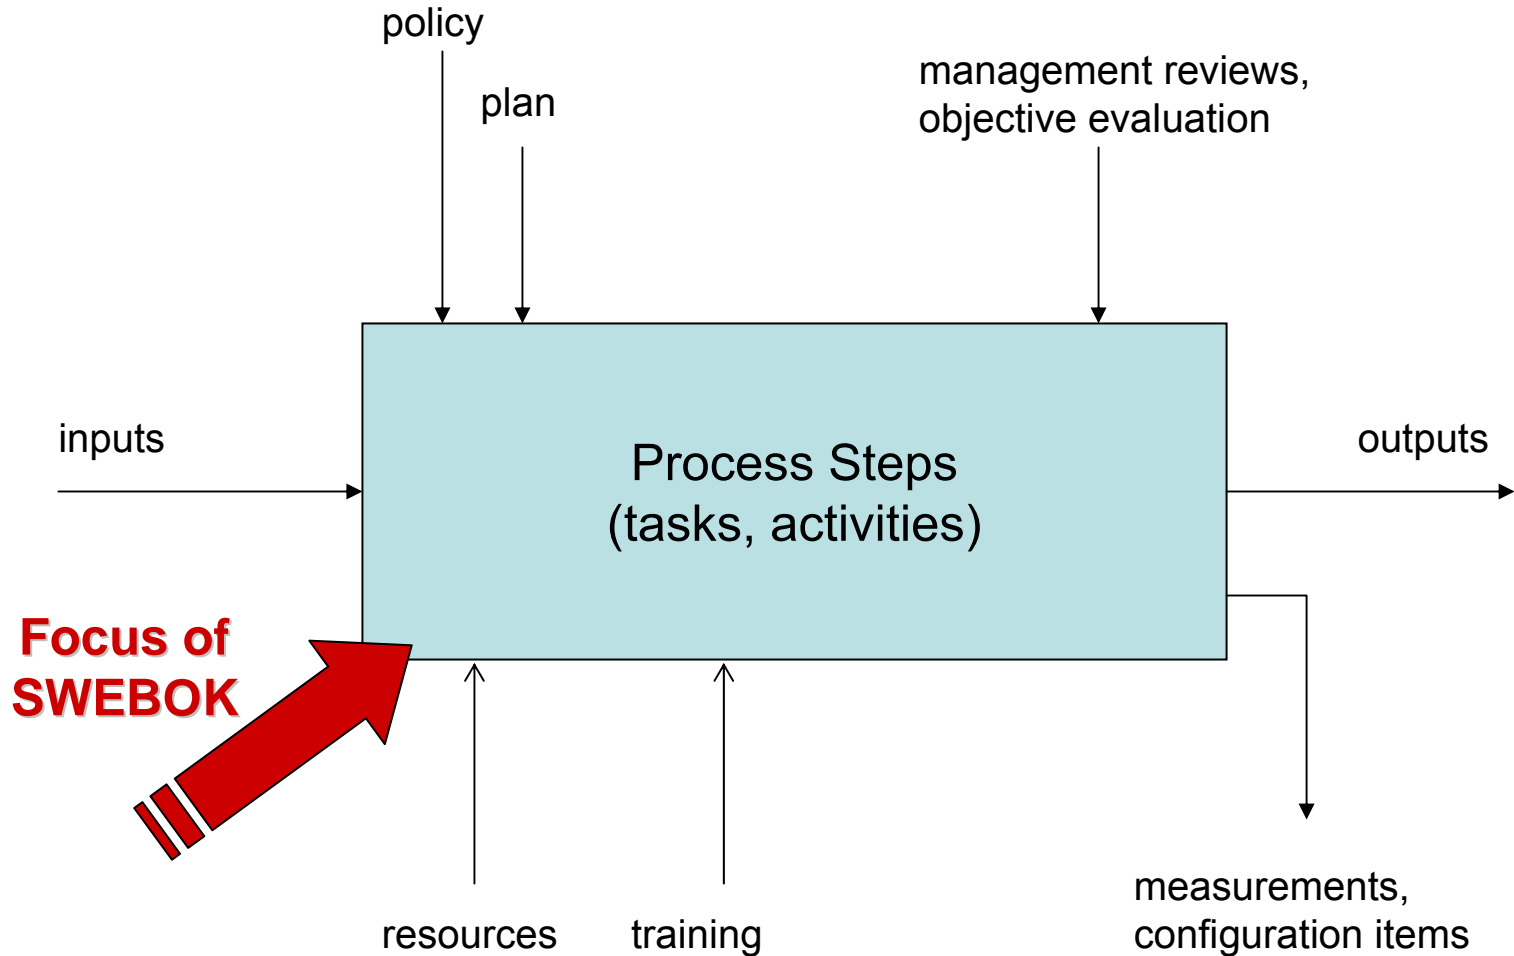 policy
plan
management reviews,
objective evaluation
inputs
Process Steps
(tasks, activities)
outputs
Focus of
SWEBOK
resources
training
measurements,
configuration items